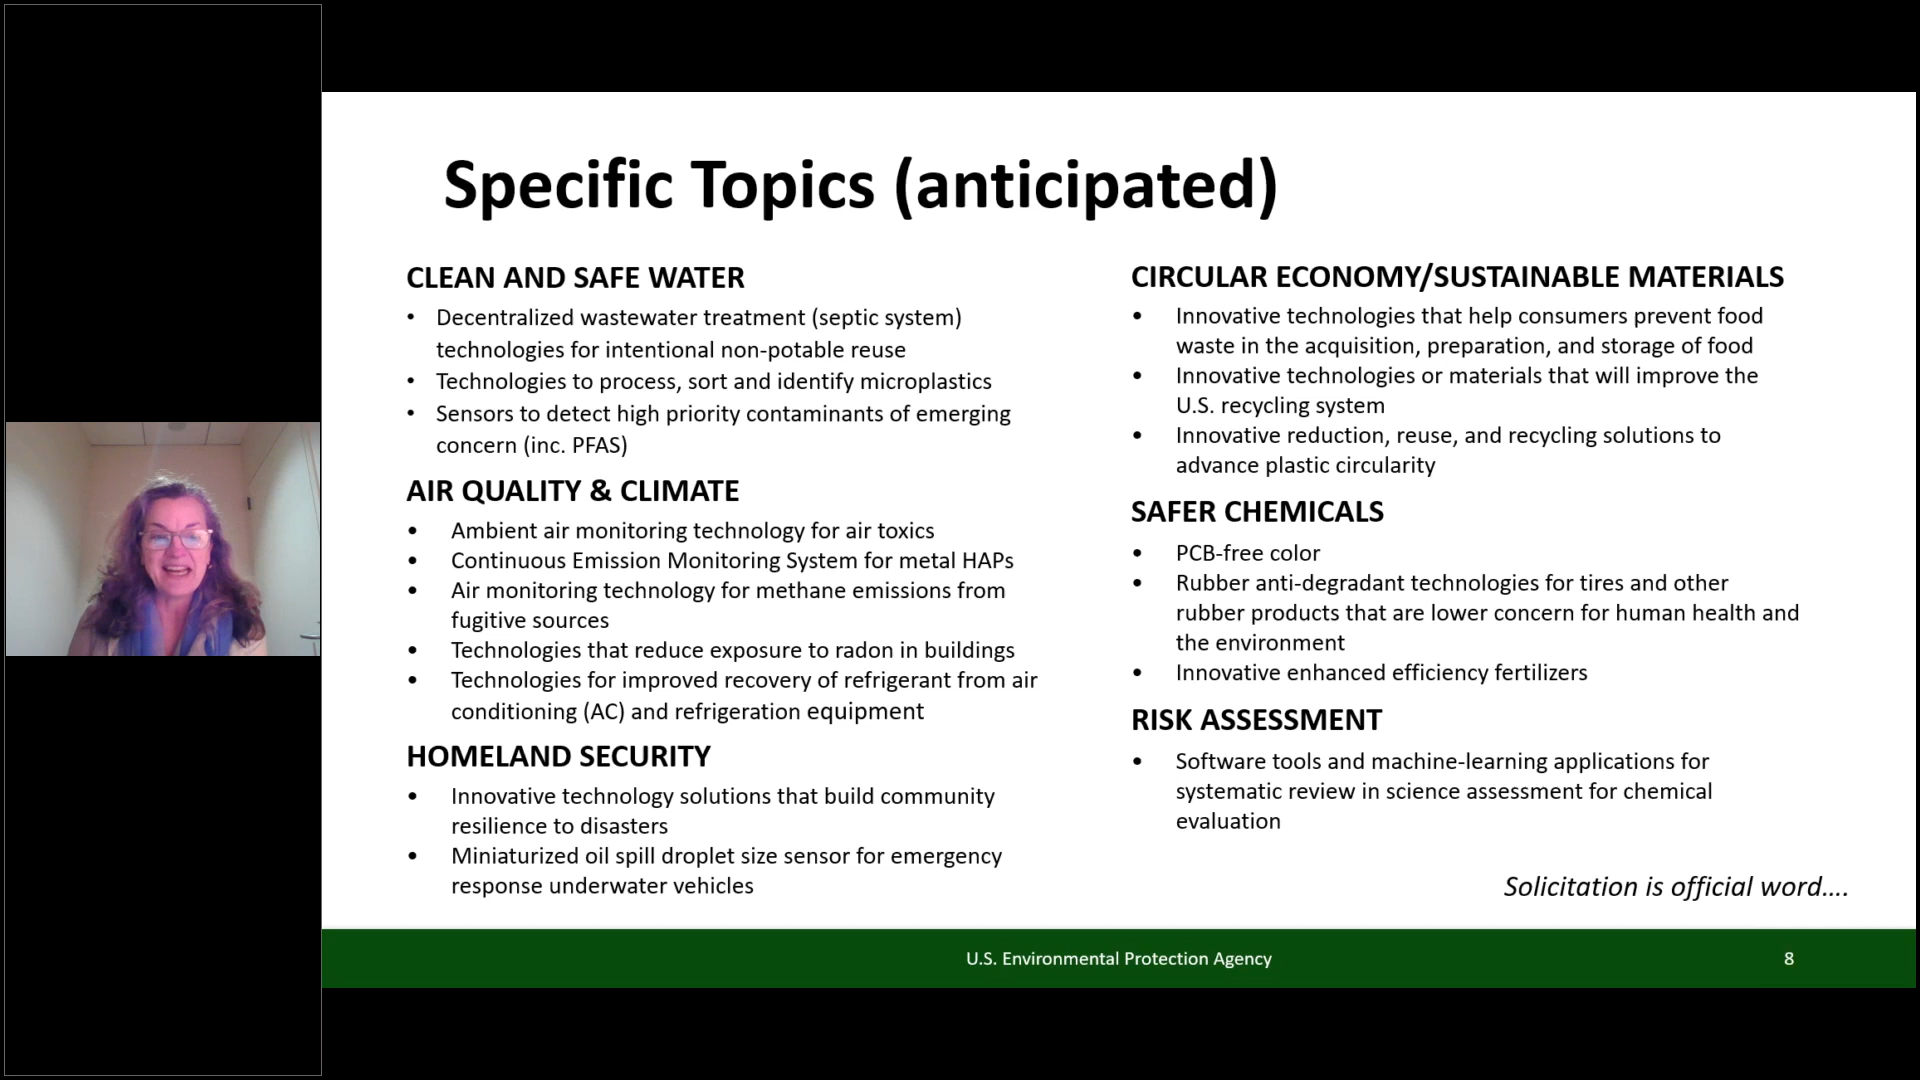 Specific Topics (anticipated)
CLEAN AND SAFE WATER
• Decentralized wastewater treatment (septic system)
technologies for intentional non-potable reuse
• Technologies to process, sort and identify microplastics
• Sensors to detect high priority contaminants of emerging
concern (inc. PFAS)
AIR QUALITY & CLIMATE
• Ambient air monitoring technology for air toxics
• Continuous Emission Monitoring System for metal HAPs
• Air monitoring technology for methane emissions from
fugitive sources
• Technologies that reduce exposure to radon in buildings
• Technologies for improved recovery of refrigerant from air
conditioning (AC) and refrigeration equipment
HOMELAND SECURITY
• Innovative technology solutions that build community
resilience to disasters
• Miniaturized oil spill droplet size sensor for emergency
response underwater vehicles
CIRCULAR ECONOMY/SUSTAINABLE MATERIALS
• Innovative technologies that help consumers prevent food
waste in the acquisition, preparation, and storage of food
• Innovative technologies or materials that will improve the
U.S. recycling system
• Innovative reduction, reuse, and recycling solutions to
advance plastic circularity
SAFER CHEMICALS
• PCB-free color
• Rubber anti-degradant technologies for tires and other
rubber products that are lower concern for human health and
the environment
• Innovative enhanced efficiency fertilizers
RISK ASSESSMENT
• Software tools and machine-learning applications for
systematic review in science assessment for chemical
evaluation
Solicitation is official word....
U.S. Environmental Protection Agency
8